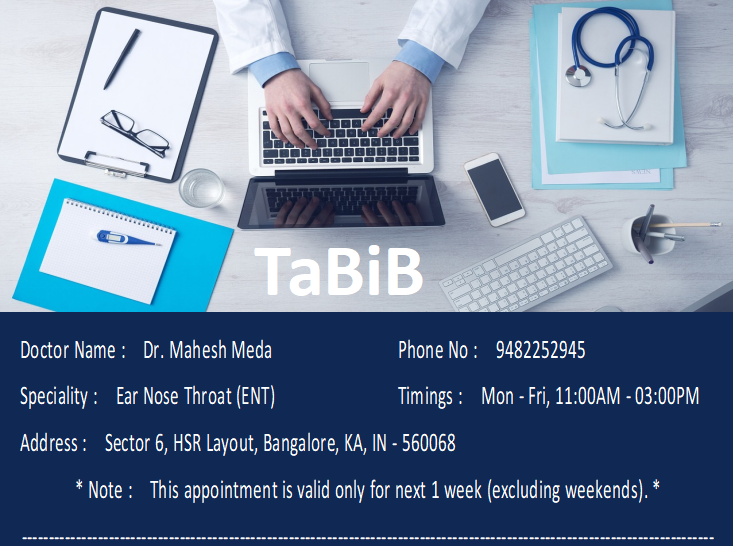 TaBiB
Doctor Name : Dr. Mahesh Meda Phone No : 9482252945
Speciality : Ear Nose Throat (ENT) Timings : Mon - Fri, 11:00AM - 03:00PM
Address : Sector 6, HSR Layout, Bangalore, KA, IN - 560068
* Note : This appointment is valid only for next 1 week (excluding weekends). *